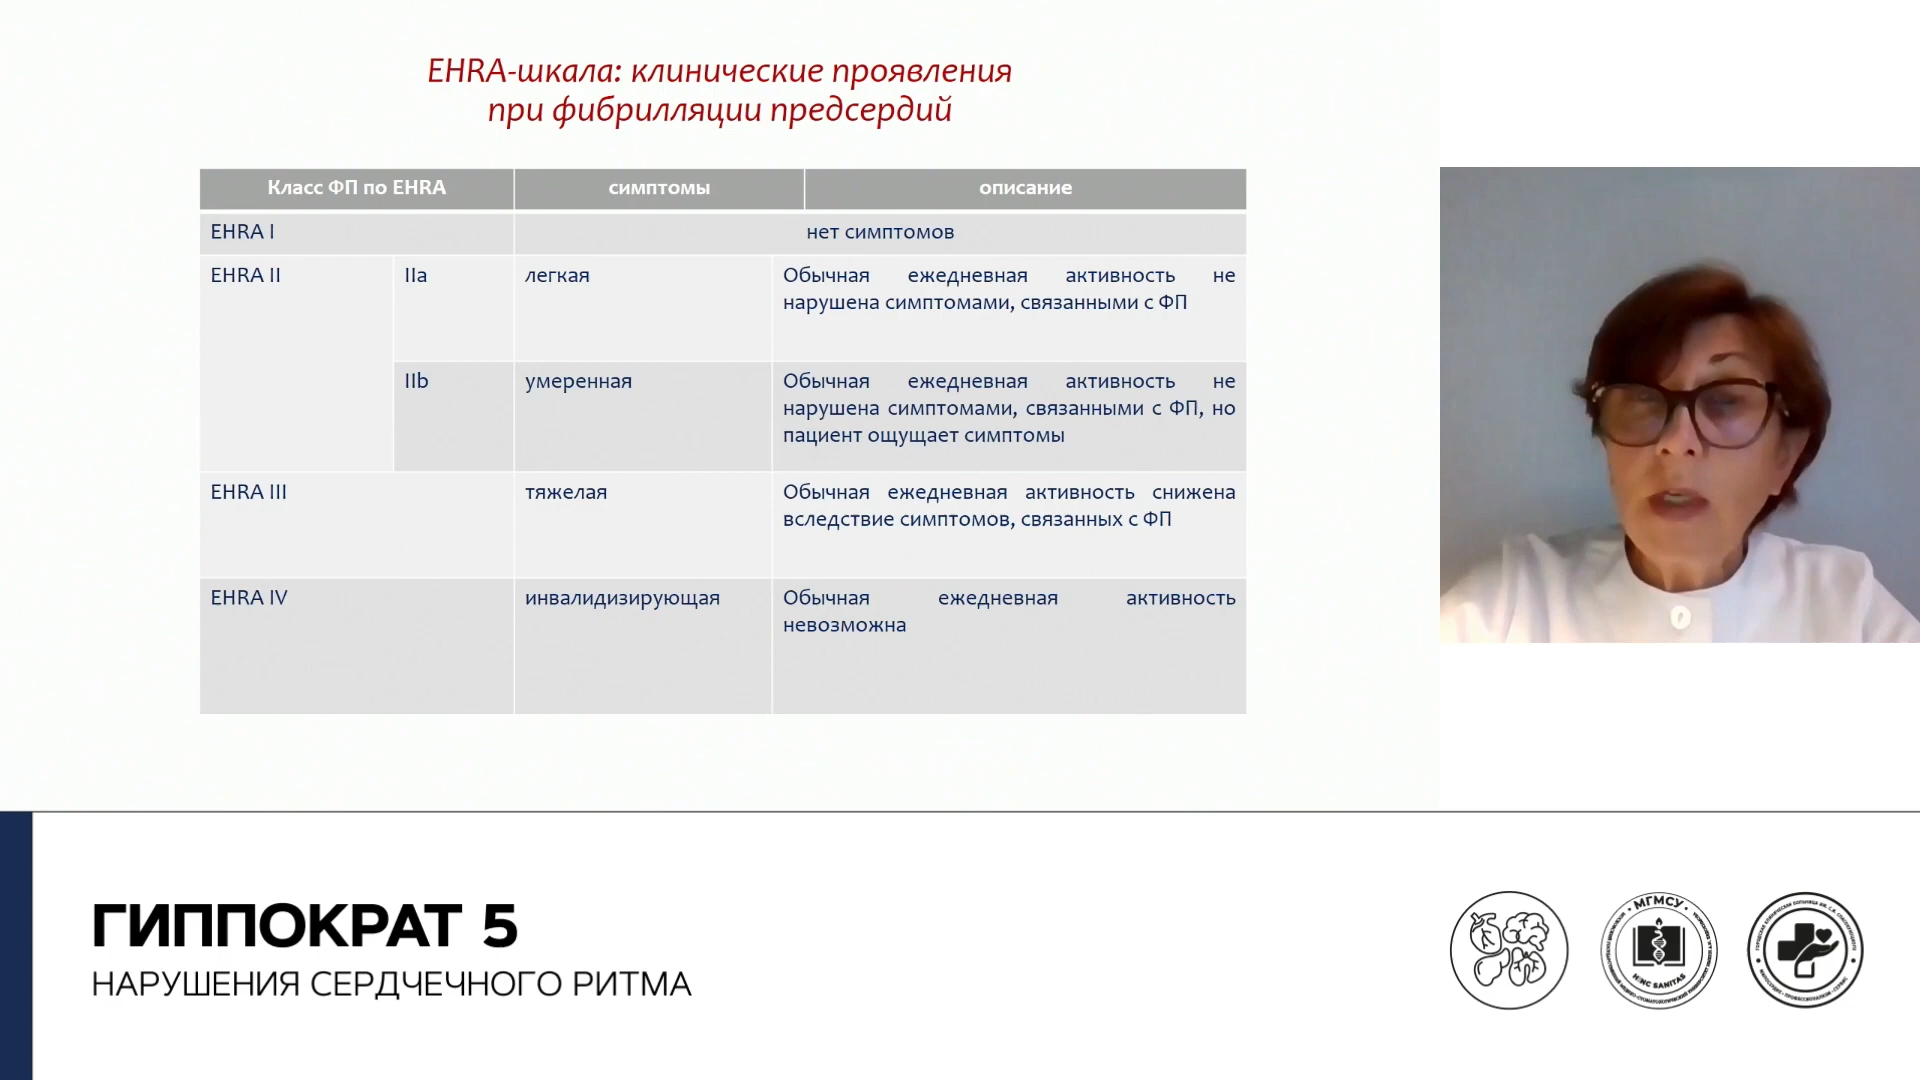 EHRA-шкала: клинические проявления
при фибрилляции предсердий
Класс ФП по EHRA симптомы описание
EHRA I нет симптомов
EHRA II IIa легкая Обычная ежедневная активность не
нарушена симптомами, связанными с ФП
IIb умеренная Обычная ежедневная активность не
нарушена симптомами, связанными с ФП, но
пациент ощущает симптомы
EHRA III тяжелая Обычная ежедневная активность снижена
вследствие симптомов, связанных с ФП
EHRA IV инвалидизирующая Обычная ежедневная активность
невозможна
ГИППОКРАТ 5
НАРУШЕНИЯ СЕРДЧЕЧНОГО РИТМА
МГМСУ